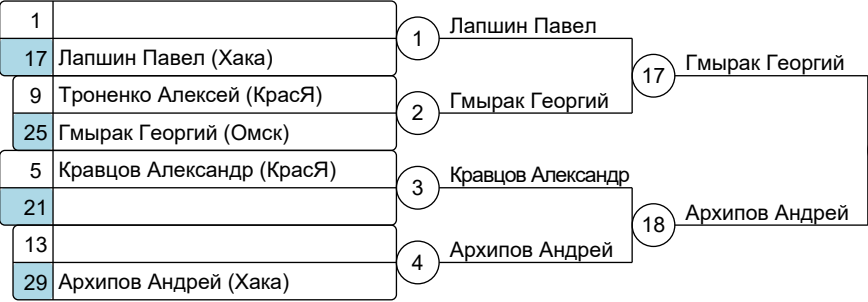 1
17 Лапшин Павел (Хака)
9 Троненко Алексей (КрасЯ)
25 Гмырак Георгий (Омск)
5 Кравцов Александр (КрасЯ)
21
13
29 Архипов Андрей (Хака)
1 Лапшин Павел
2 Гмырак Георгий
3 Кравцов Александр
4 Архипов Андрей
17 Гмырак Георгий
18 Архипов Андрей